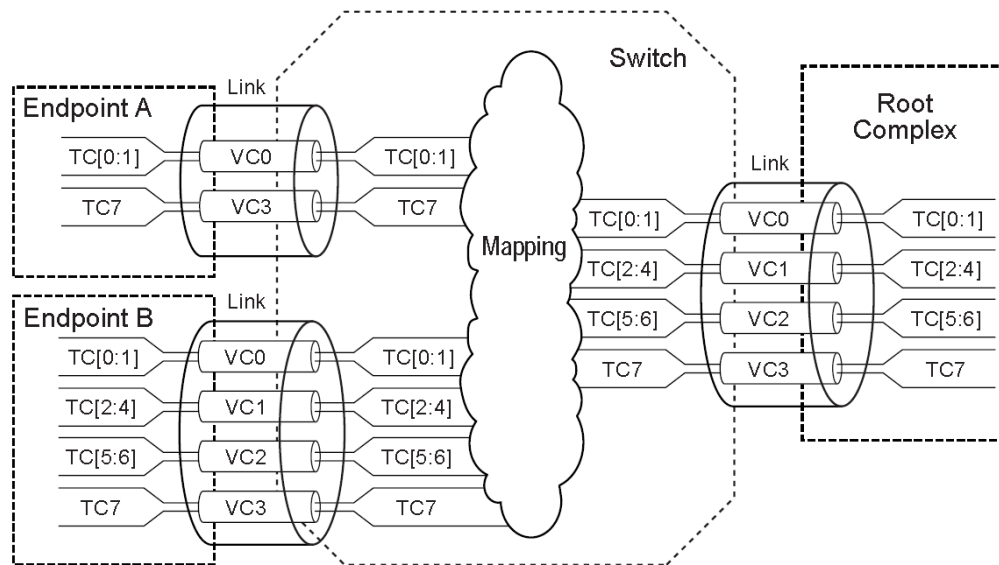 Switch
Link
Endpoint A
TC[0:1]
VC0
TC[0:1]
TC7
VC3
TC7
Link
Endpoint B
TC[0:1]
VC0
TC[0:1]
TC[2:4]
VC1
TC[2:4]
TC[5:6]
VC2
TC[5:6]
TC7
VC3
TC7
Mapping
Root
Complex
Link
TC[0:1]
VC0
TC[0:1]
TC[2:4]
VC1
TC[2:4]
TC[5:6]
VC2
TC[5:6]
TC7
VC3
TC7